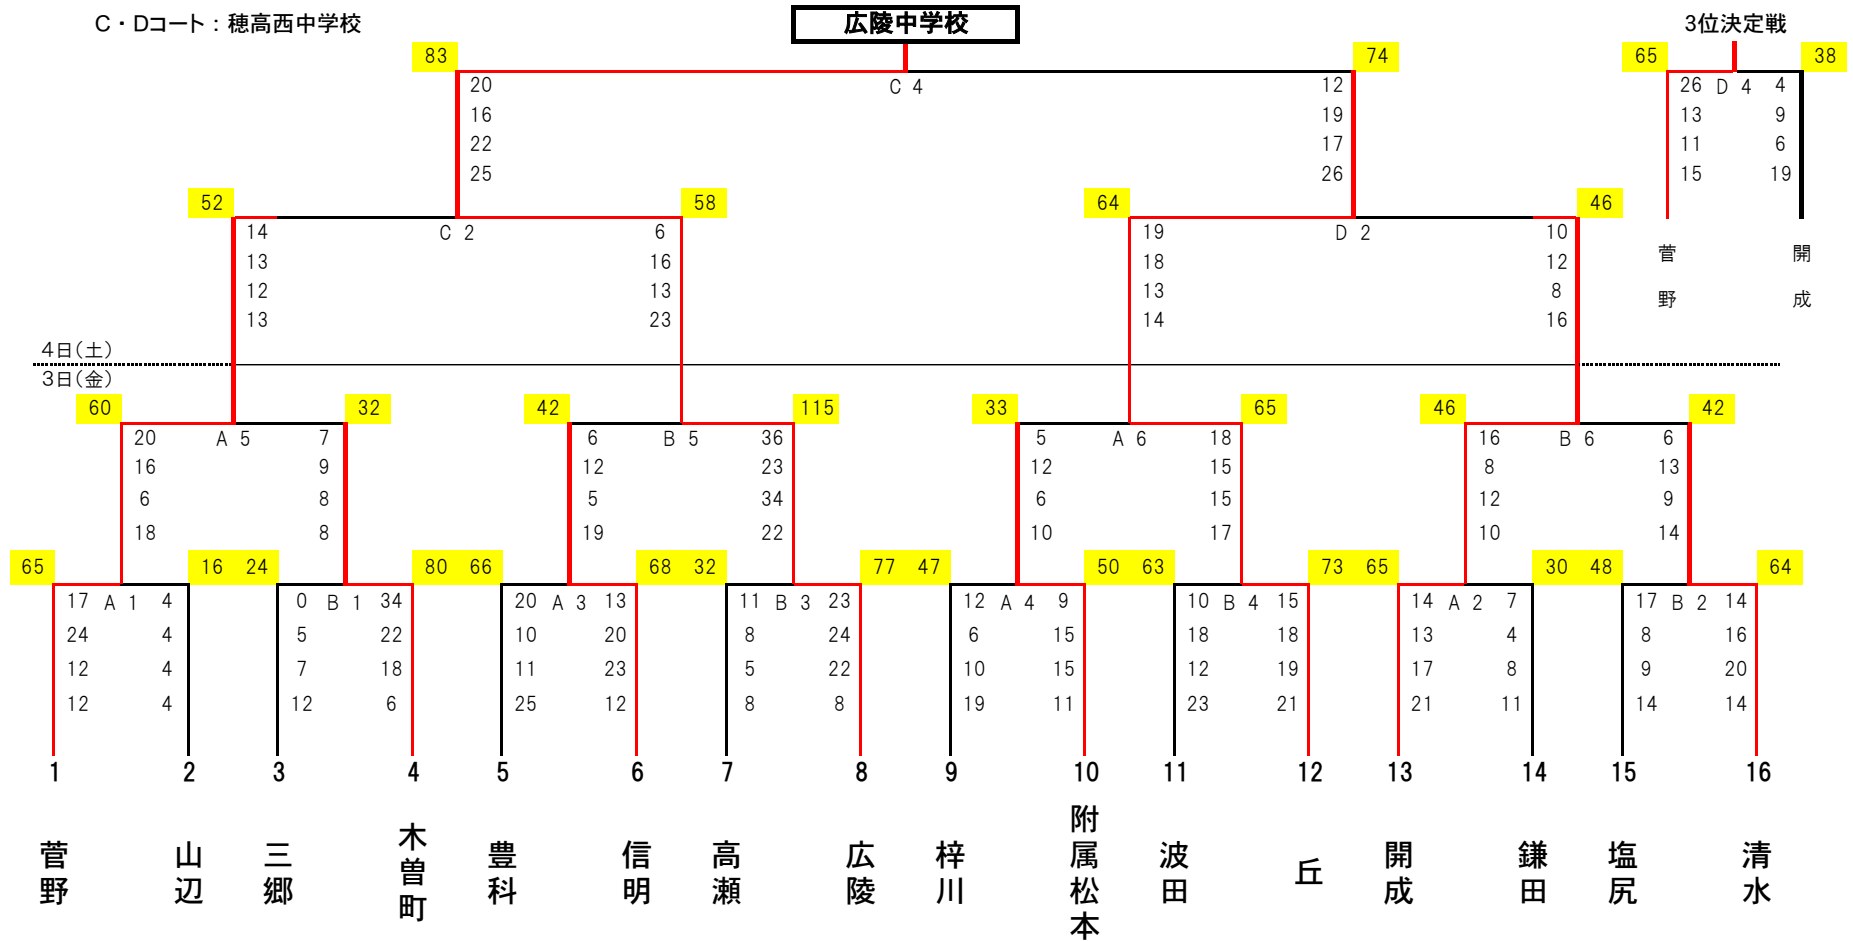 C・Dコート：穂高西中学校
広陵中学校
3位決定戦
83 74 65 38
20 C 4 12 26 D 4 4
16 19 13 9
22 17 11 6
25 26 15 19
52 58 64 46
14 C 2 6 19 D 2 10
13 16 18 12
12 13 13 8
13 23 14 16
菅野 開成
4日(土)
3日(金)
60 32 42 115 33 65 46 42
20 A 5 7 6 B 5 36 5 A 6 18 16 B 6 6
16 9 12 23 12 15 8 13
6 8 5 34 6 15 12 9
18 8 19 22 10 17 10 14
65 16 24 80 66 68 32 77 47 50 63 73 65 30 48 64
17 A 1 4 0 B 1 34 20 A 3 13 11 B 3 23 12 A 4 9 10 B 4 15 14 A 2 7 17 B 2 14
24 4 5 22 10 20 8 24 6 15 18 18 13 4 8 16
12 4 7 18 11 23 5 22 10 15 12 19 17 8 9 20
12 4 12 6 25 12 8 8 19 11 23 21 21 11 14 14
1 2 3 4 5 6 7 8 9 10 11 12 13 14 15 16
菅野 山辺 三郷 木曽町 豊科 信明 高瀬 広陵 梓川 附属松本 波田 丘 開成 鎌田 塩尻 清水